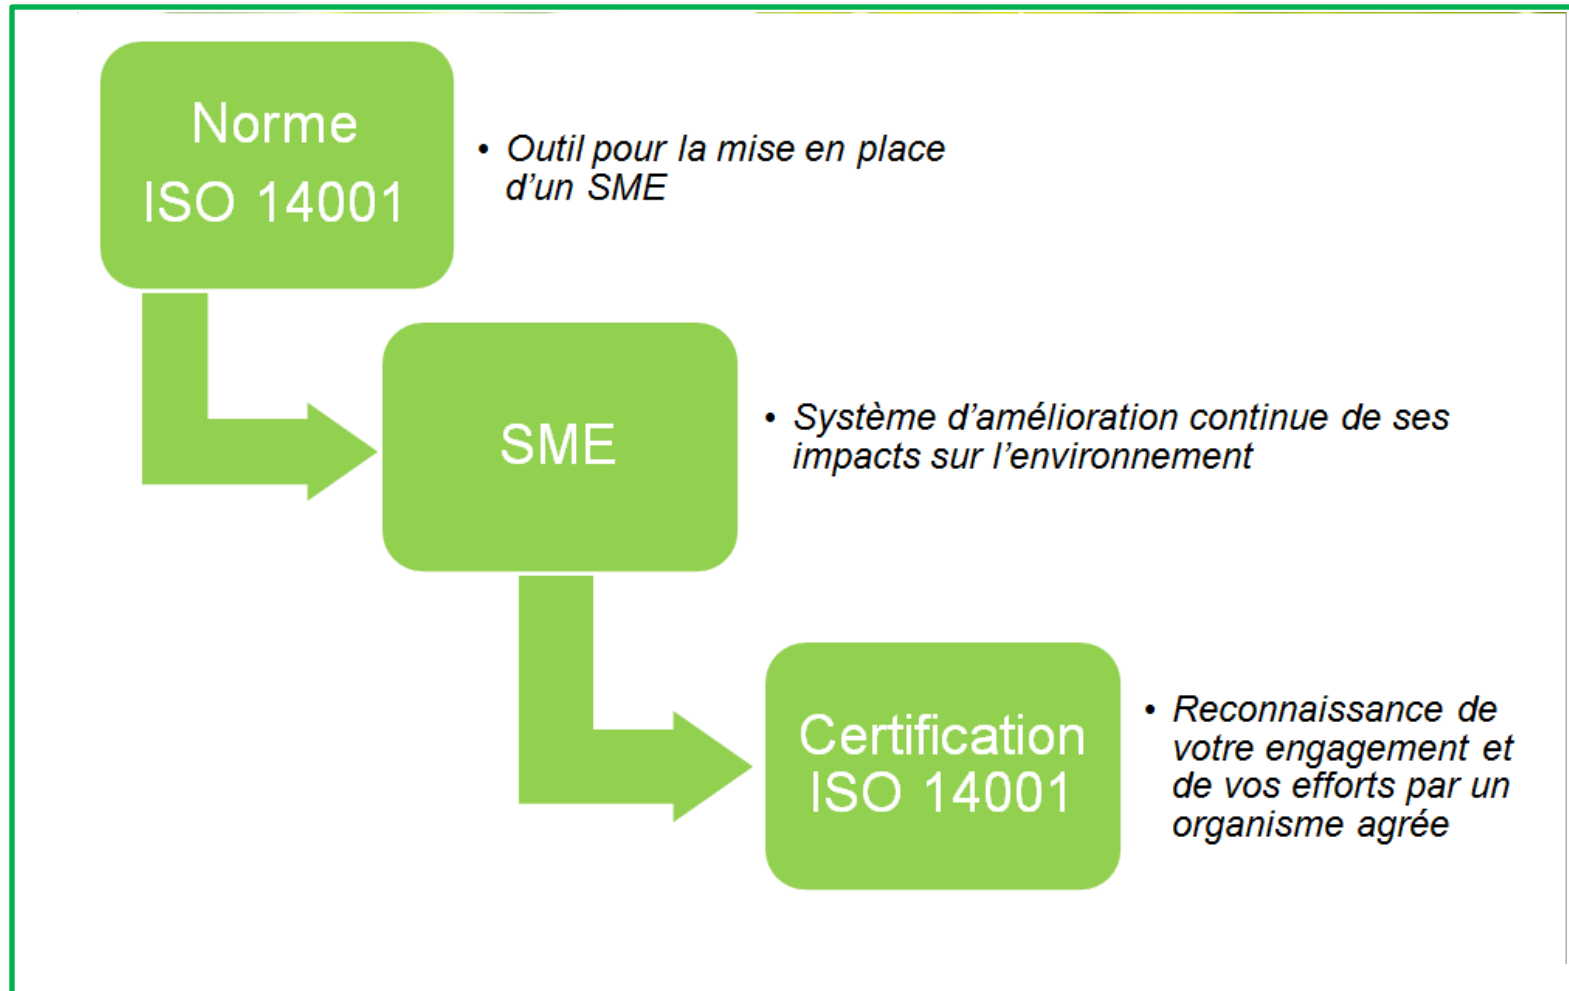 Norme
ISO 14001
• Outil pour la mise en place
d’un SME
SME
• Système d’amélioration continue de ses
impacts sur l’environnement
Certification
ISO 14001
• Reconnaissance de
votre engagement et
de vos efforts par un
organisme agrée